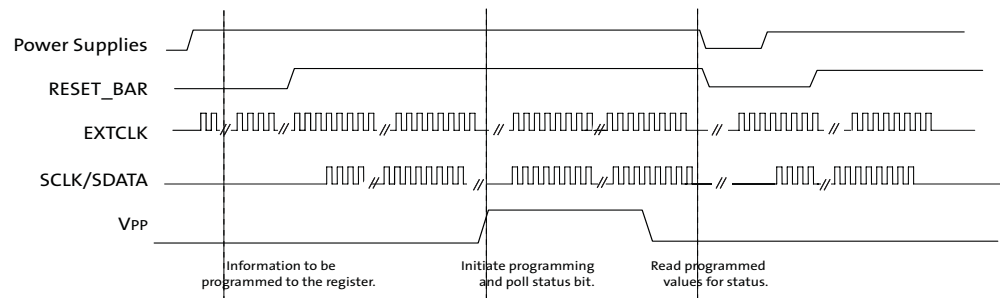 Power Supplies
RESET_BAR
EXTCLK
SCLK/SDATA
VPP
Information to be
programmed to the register.
Initiate programming
and poll status bit.
Read programmed
values for status.